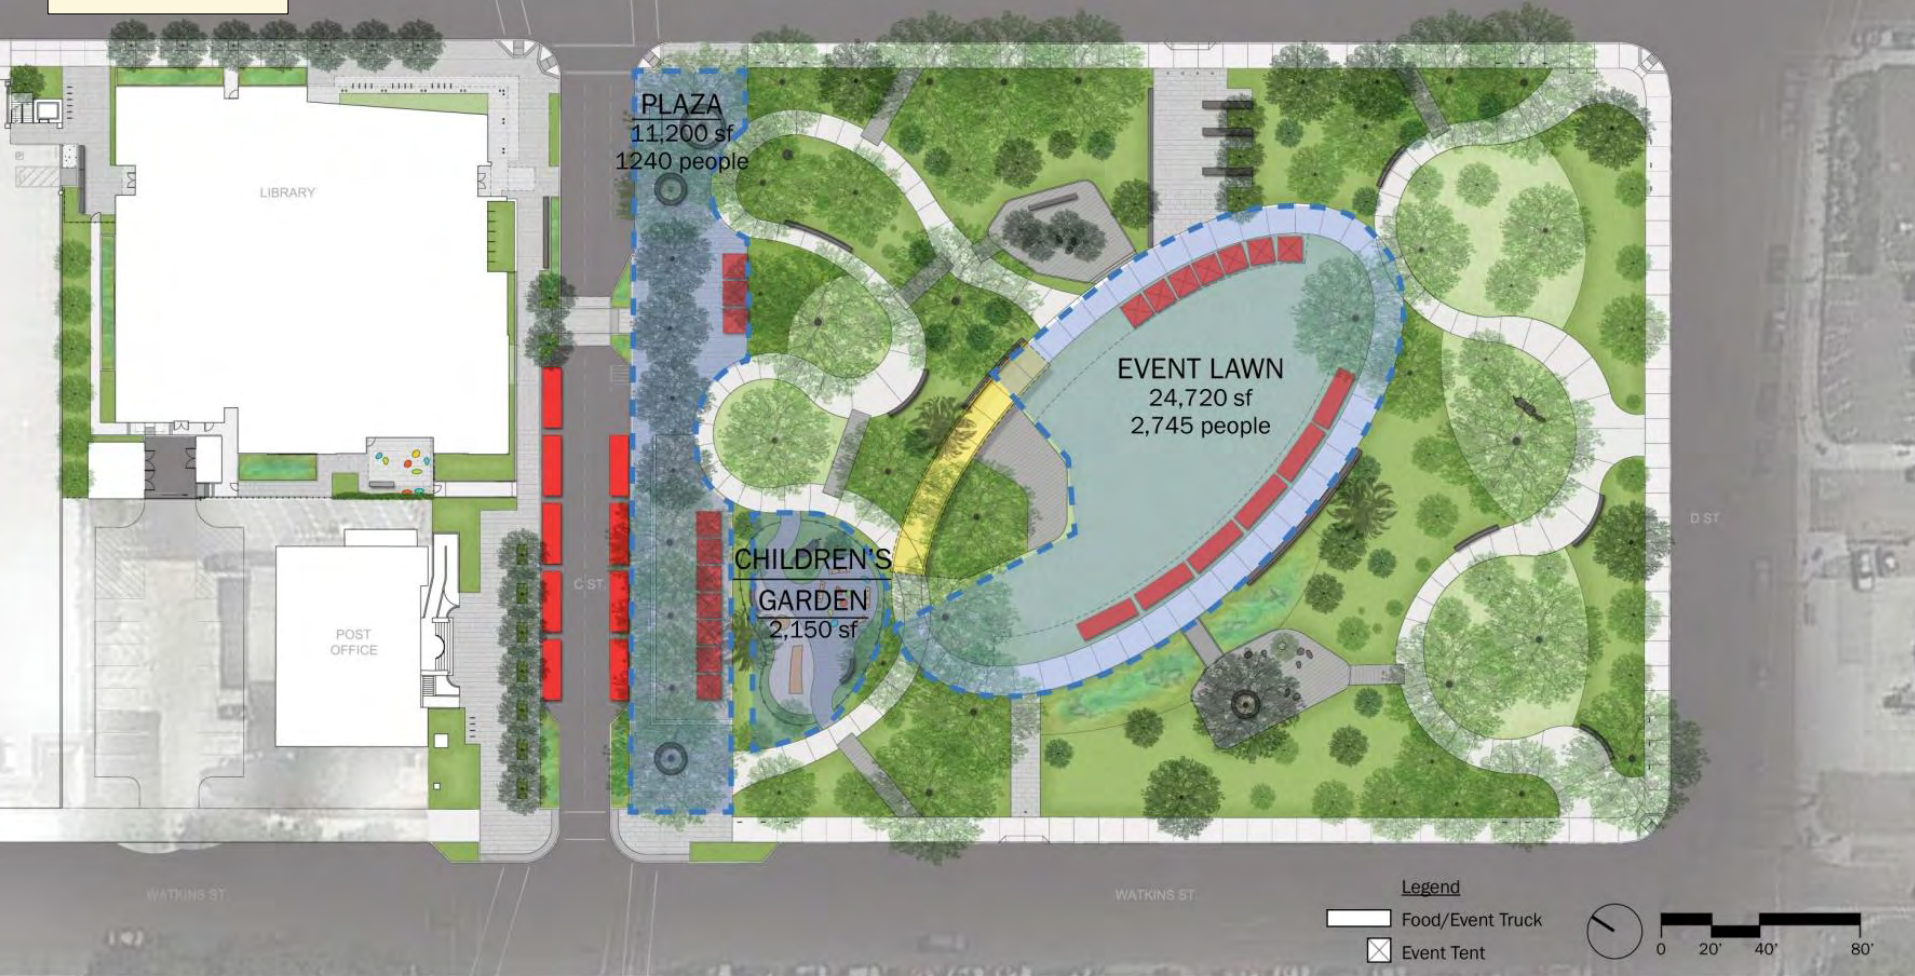 PLAZA
11,200 sf
1240 people
LIBRARY
EVENT LAWN
24,720 sf
2,745 people
D ST.
CHILDREN'S
GARDEN
2,150 sf
C ST.
POST
OFFICE
WATKINS ST.
WATKINS ST.
Legend
Food/Event Truck
Event Tent
0 20' 40' 80'